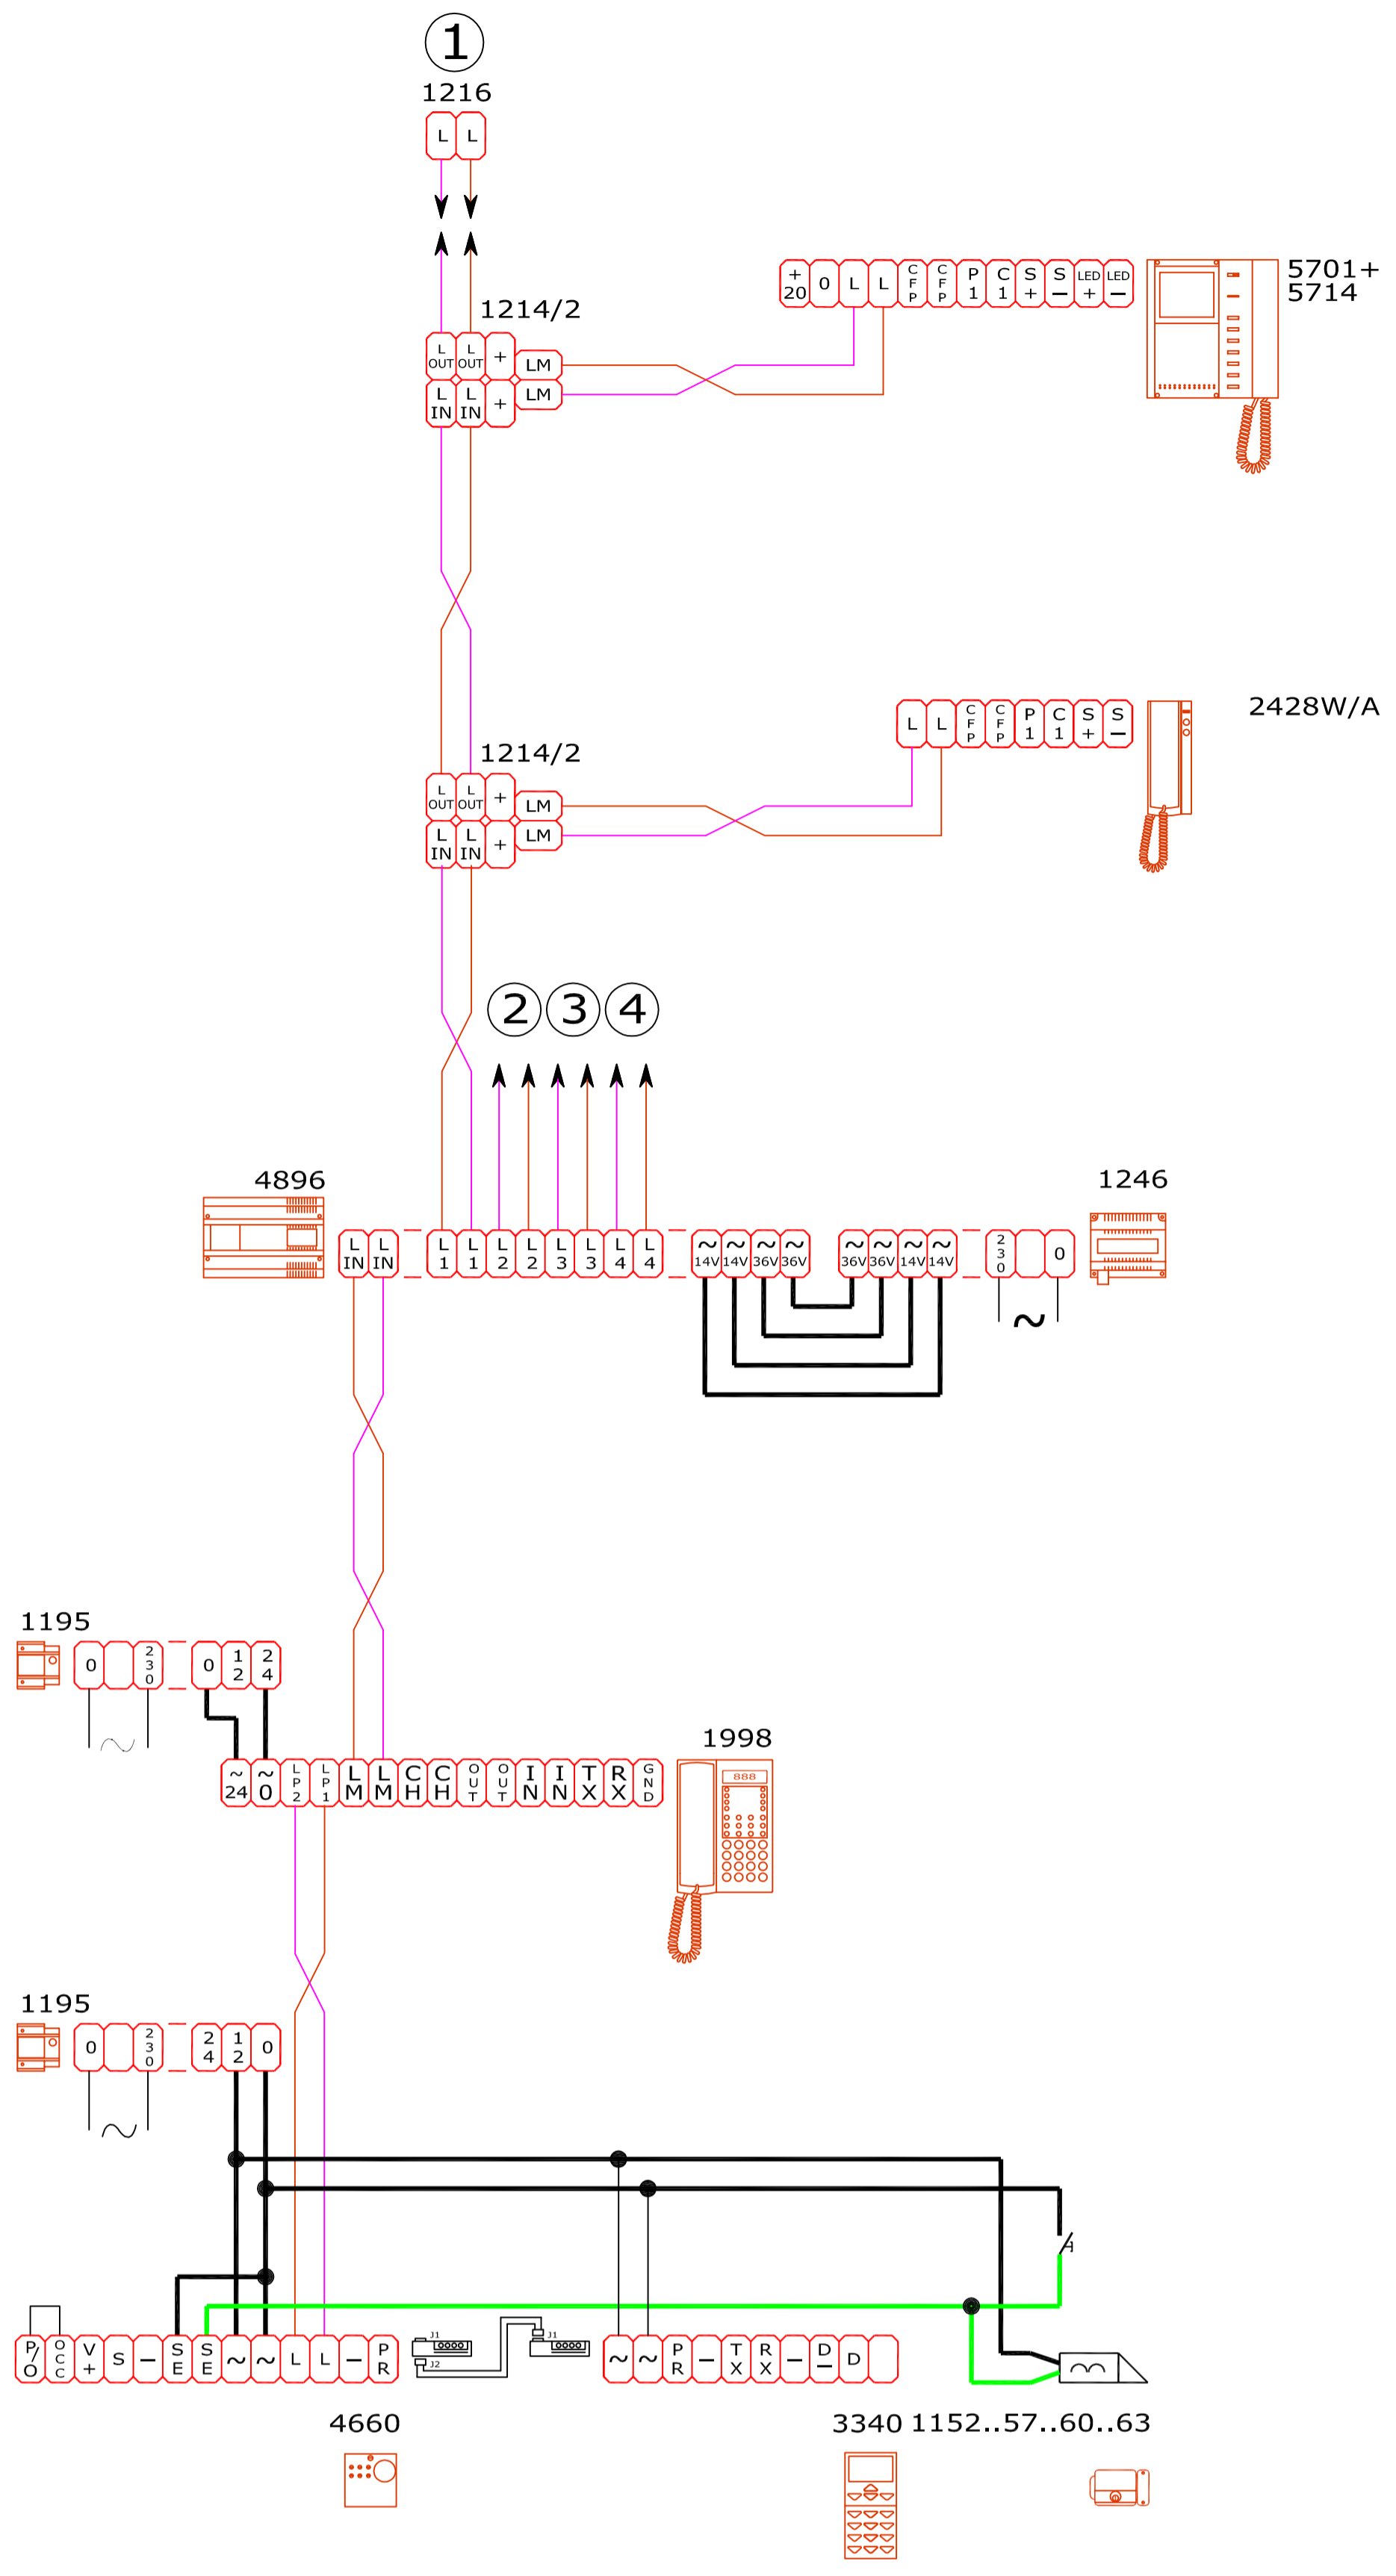 1
1216
L L
5701+
5714
+20 0 L L CFP CFP P1 C1 S+ S− LED+ LED−
1214/2
L OUT L OUT + LM
L IN L IN + LM
2428W/A
L L CFP CFP P1 C1 S+ S−
1214/2
L OUT L OUT + LM
L IN L IN + LM
2 3 4
4896
1246
L IN L IN L1 L1 L2 L2 L3 L3 L4 L4 ~14V ~14V ~36V ~36V ~36V ~36V ~14V ~14V 230 0
~
1195
0 230 0 12 24
~
1998
~24 ~0 LP2 LP1 LM LM CH CH OUT OUT IN IN TX RX GND
888
1195
0 230 24 12 0
~
P/O OCC V+ S − SE SE ~ ~ L L − PR
J1
J2
J1
~ ~ PR − TX RX − D− D
4660
3340
1152..57..60..63